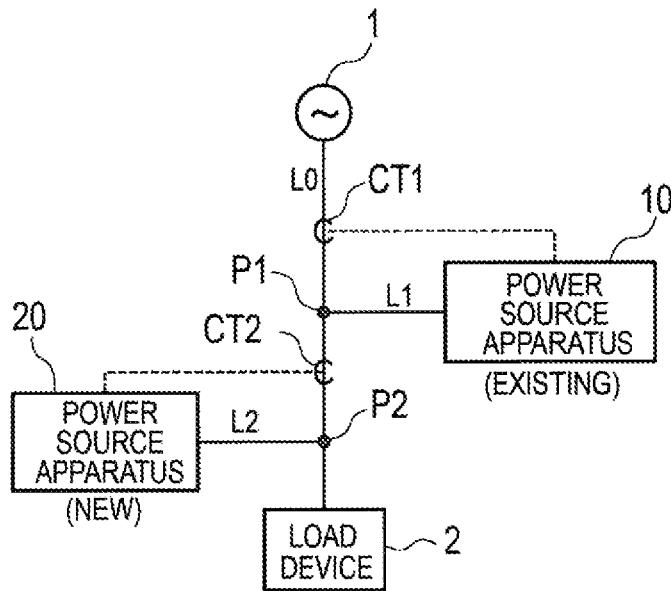 1
~
L0
CT1
10
P1
L1
POWER
SOURCE
APPARATUS
(EXISTING)
20
CT2
POWER
SOURCE
APPARATUS
(NEW)
L2
P2
LOAD
DEVICE
2